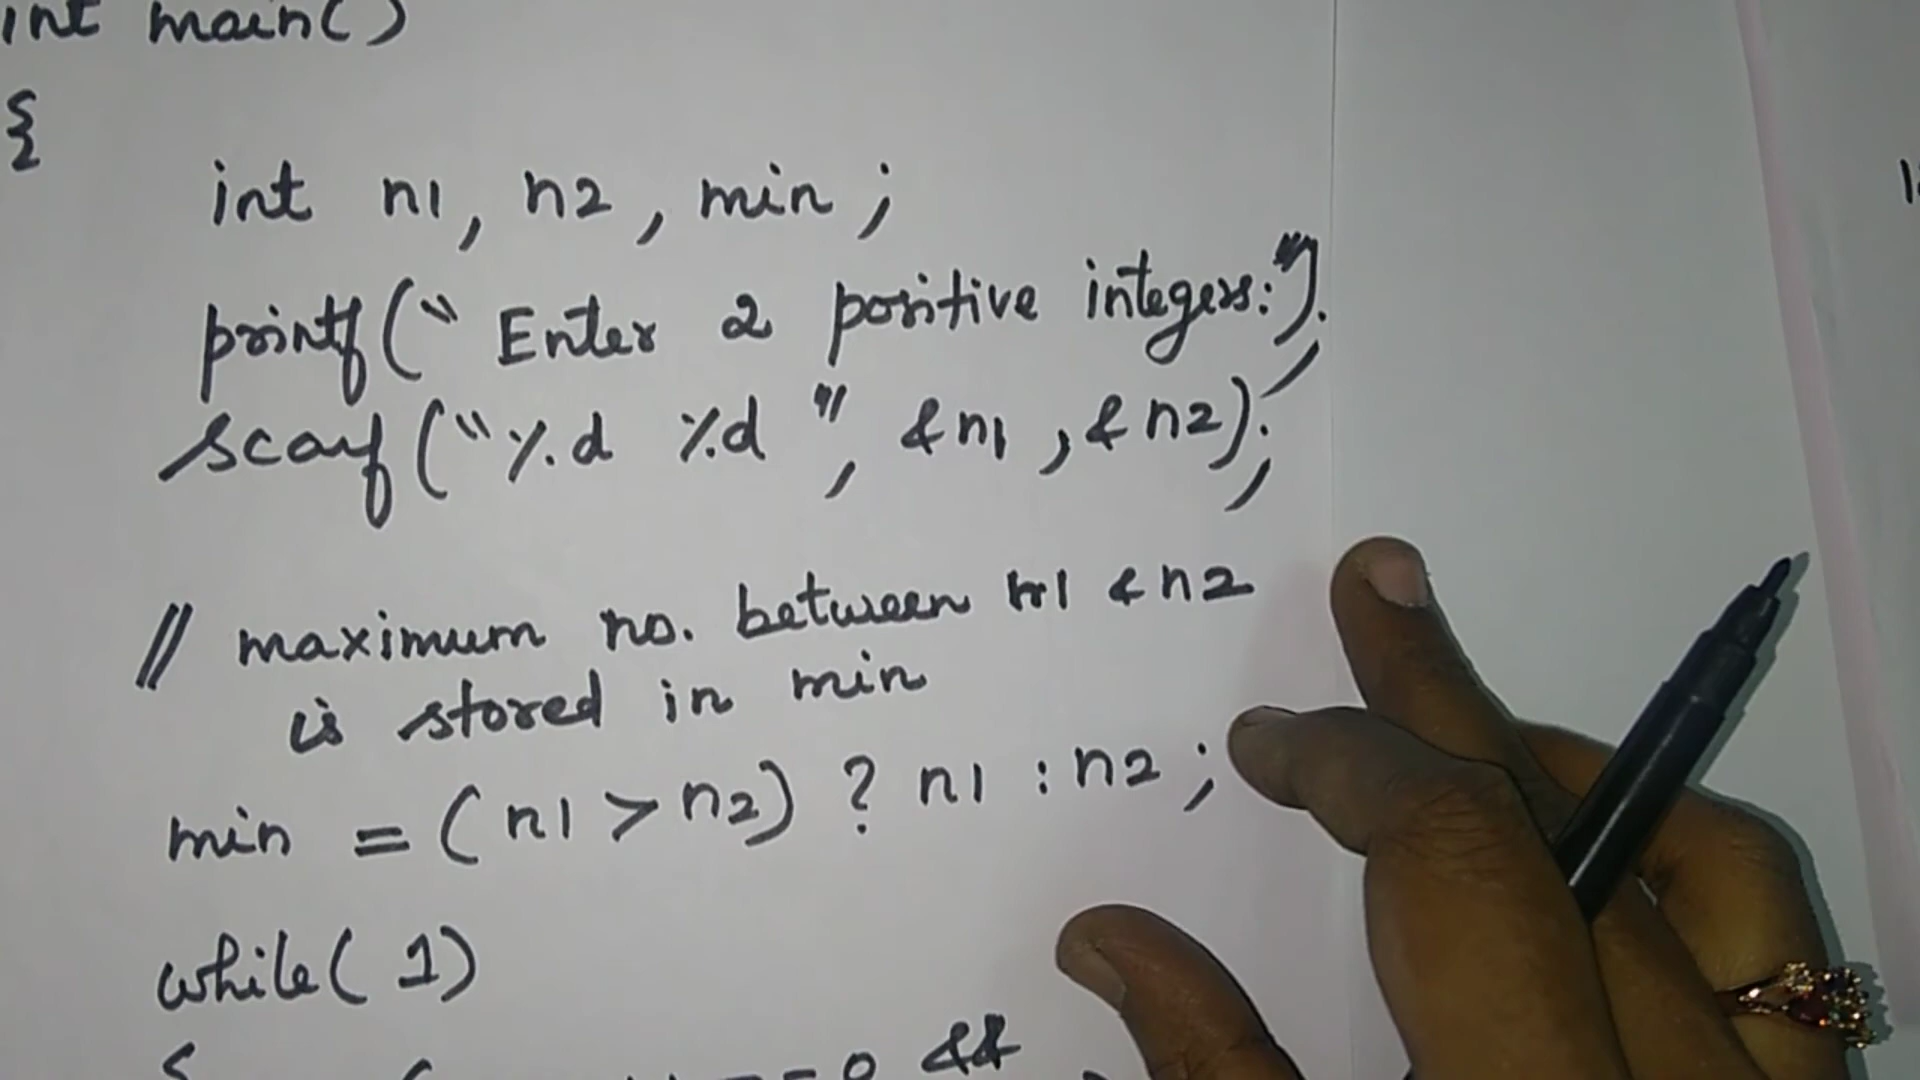 int main()
{
int n1, n2, min;
printf("Enter 2 positive integers:");
scanf("%d %d", &n1, &n2);
// maximum no. between n1 & n2
is stored in min
min = (n1 > n2) ? n1 : n2;
while(1)
== 0 &&